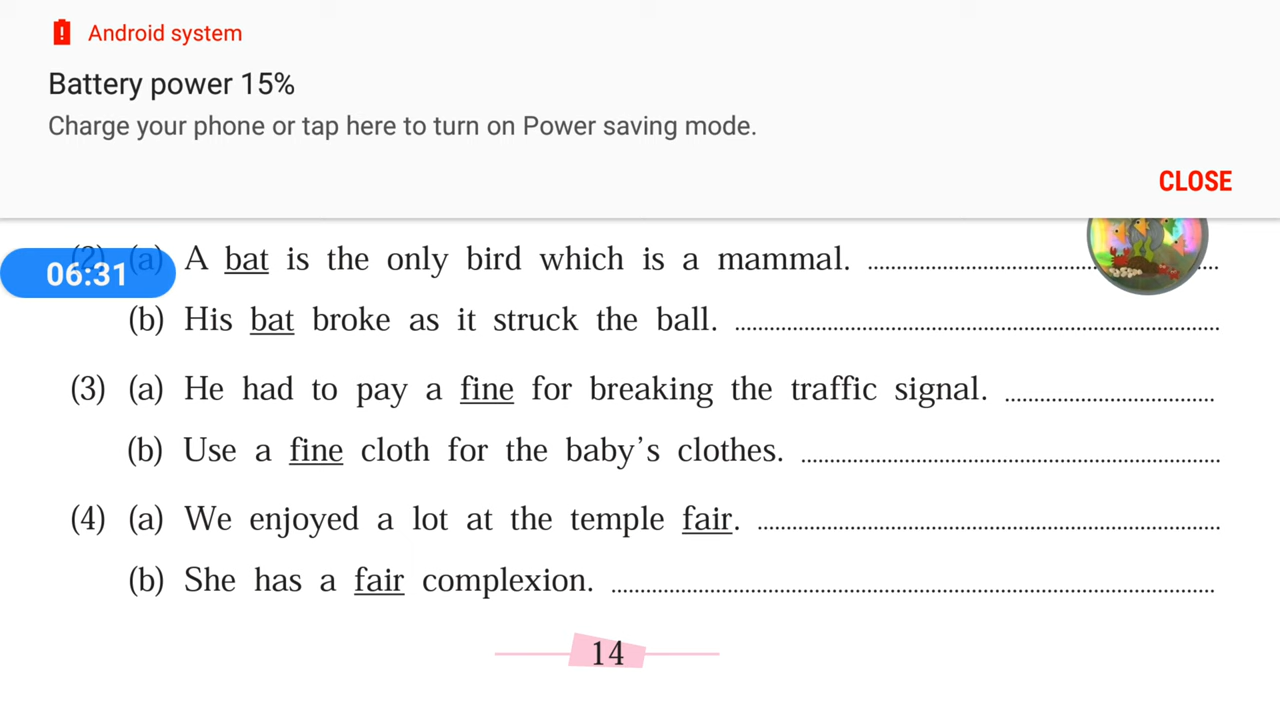 Android system
Battery power 15%
Charge your phone or tap here to turn on Power saving mode.
CLOSE
06:31
(2) (a) A bat is the only bird which is a mammal. ........................................
(b) His bat broke as it struck the ball. ........................................
(3) (a) He had to pay a fine for breaking the traffic signal. ........................................
(b) Use a fine cloth for the baby's clothes. ........................................
(4) (a) We enjoyed a lot at the temple fair. ........................................
(b) She has a fair complexion. ........................................
14